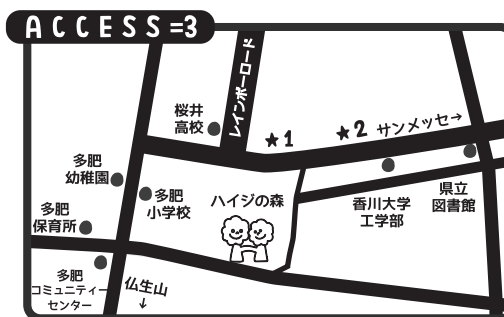 ACCESS=3
レインボーロード
桜井
高校
★1
★2 サンメッセ→
多肥
幼稚園
多肥
小学校
ハイジの森
香川大学
工学部
県立
図書館
多肥
保育所
多肥
コミュニティー
センター
仏生山
↓